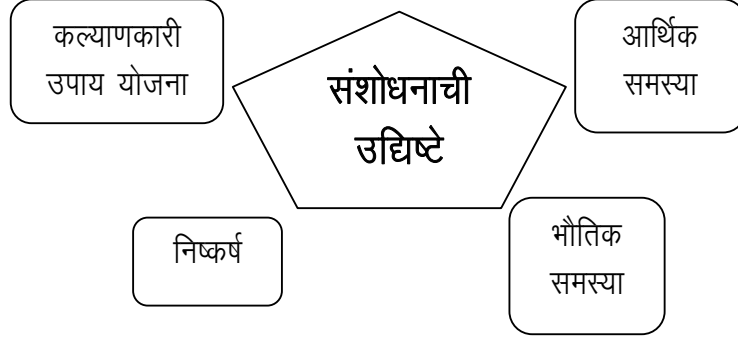 कल्याणकारी
उपाय योजना
संशोधनाची
उद्यिष्टे
आर्थिक
समस्या
निष्कर्ष
भौतिक
समस्या